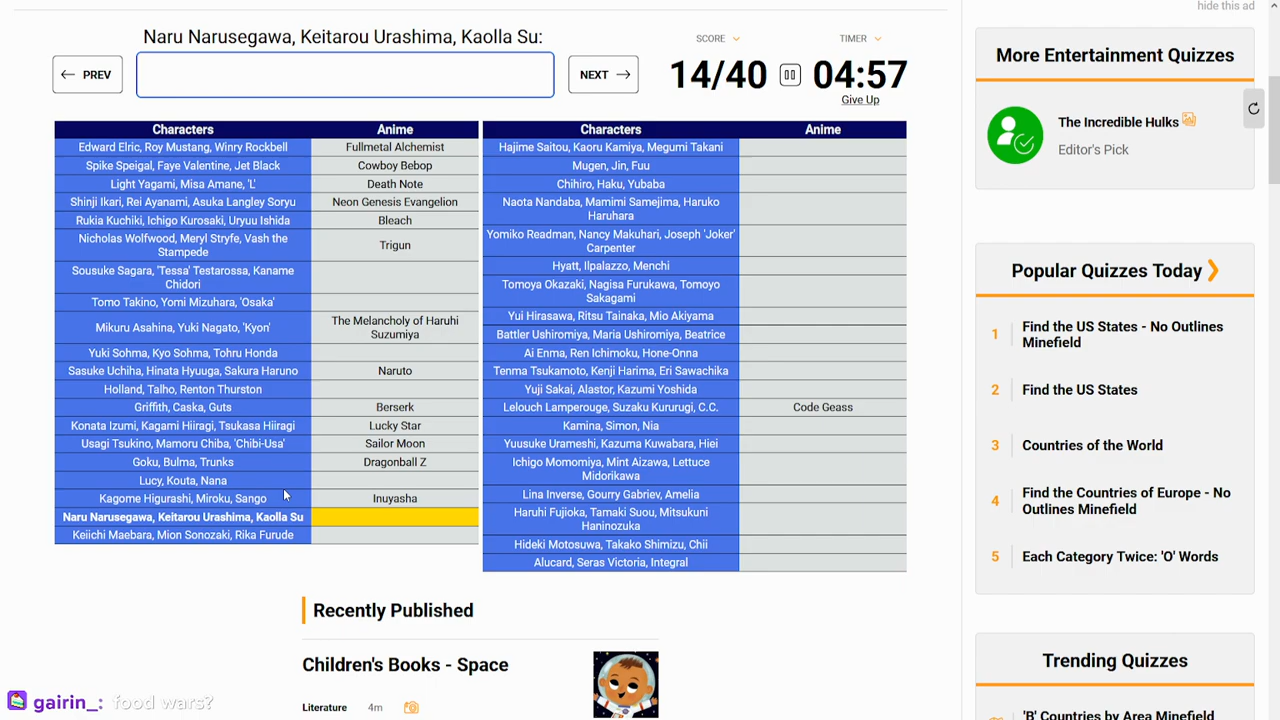 hide this ad
Naru Narusegawa, Keitarou Urashima, Kaolla Su:
← PREV
NEXT →
SCORE
14/40
TIMER
04:57
Give Up
Characters Anime
Edward Elric, Roy Mustang, Winry Rockbell Fullmetal Alchemist
Spike Speigal, Faye Valentine, Jet Black Cowboy Bebop
Light Yagami, Misa Amane, 'L' Death Note
Shinji Ikari, Rei Ayanami, Asuka Langley Soryu Neon Genesis Evangelion
Rukia Kuchiki, Ichigo Kurosaki, Uryuu Ishida Bleach
Nicholas Wolfwood, Meryl Stryfe, Vash the
Stampede
Trigun
Sousuke Sagara, 'Tessa' Testarossa, Kaname
Chidori
Tomo Takino, Yomi Mizuhara, 'Osaka'
Mikuru Asahina, Yuki Nagato, 'Kyon'
The Melancholy of Haruhi
Suzumiya
Yuki Sohma, Kyo Sohma, Tohru Honda
Sasuke Uchiha, Hinata Hyuuga, Sakura Haruno Naruto
Holland, Talho, Renton Thurston
Griffith, Caska, Guts Berserk
Konata Izumi, Kagami Hiiragi, Tsukasa Hiiragi Lucky Star
Usagi Tsukino, Mamoru Chiba, 'Chibi-Usa' Sailor Moon
Goku, Bulma, Trunks Dragonball Z
Lucy, Kouta, Nana
Kagome Higurashi, Miroku, Sango Inuyasha
Naru Narusegawa, Keitarou Urashima, Kaolla Su
Keiichi Maebara, Mion Sonozaki, Rika Furude
Characters Anime
Hajime Saitou, Kaoru Kamiya, Megumi Takani
Mugen, Jin, Fuu
Chihiro, Haku, Yubaba
Naota Nandaba, Mamimi Samejima, Haruko
Haruhara
Yomiko Readman, Nancy Makuhari, Joseph 'Joker'
Carpenter
Hyatt, Ilpalazzo, Menchi
Tomoya Okazaki, Nagisa Furukawa, Tomoyo
Sakagami
Yui Hirasawa, Ritsu Tainaka, Mio Akiyama
Battler Ushiromiya, Maria Ushiromiya, Beatrice
Ai Enma, Ren Ichimoku, Hone-Onna
Tenma Tsukamoto, Kenji Harima, Eri Sawachika
Yuji Sakai, Alastor, Kazumi Yoshida
Lelouch Lamperouge, Suzaku Kururugi, C.C. Code Geass
Kamina, Simon, Nia
Yuusuke Urameshi, Kazuma Kuwabara, Hiei
Ichigo Momomiya, Mint Aizawa, Lettuce
Midorikawa
Lina Inverse, Gourry Gabriev, Amelia
Haruhi Fujioka, Tamaki Suou, Mitsukuni
Haninozuka
Hideki Motosuwa, Takako Shimizu, Chii
Alucard, Seras Victoria, Integral
Recently Published
Children's Books - Space
Literature 4m
gairin_: food wars?
More Entertainment Quizzes
The Incredible Hulks
Editor's Pick
Popular Quizzes Today
1 Find the US States - No Outlines
Minefield
2 Find the US States
3 Countries of the World
4 Find the Countries of Europe - No
Outlines Minefield
5 Each Category Twice: 'O' Words
Trending Quizzes
'B' Countries by Area Minefield